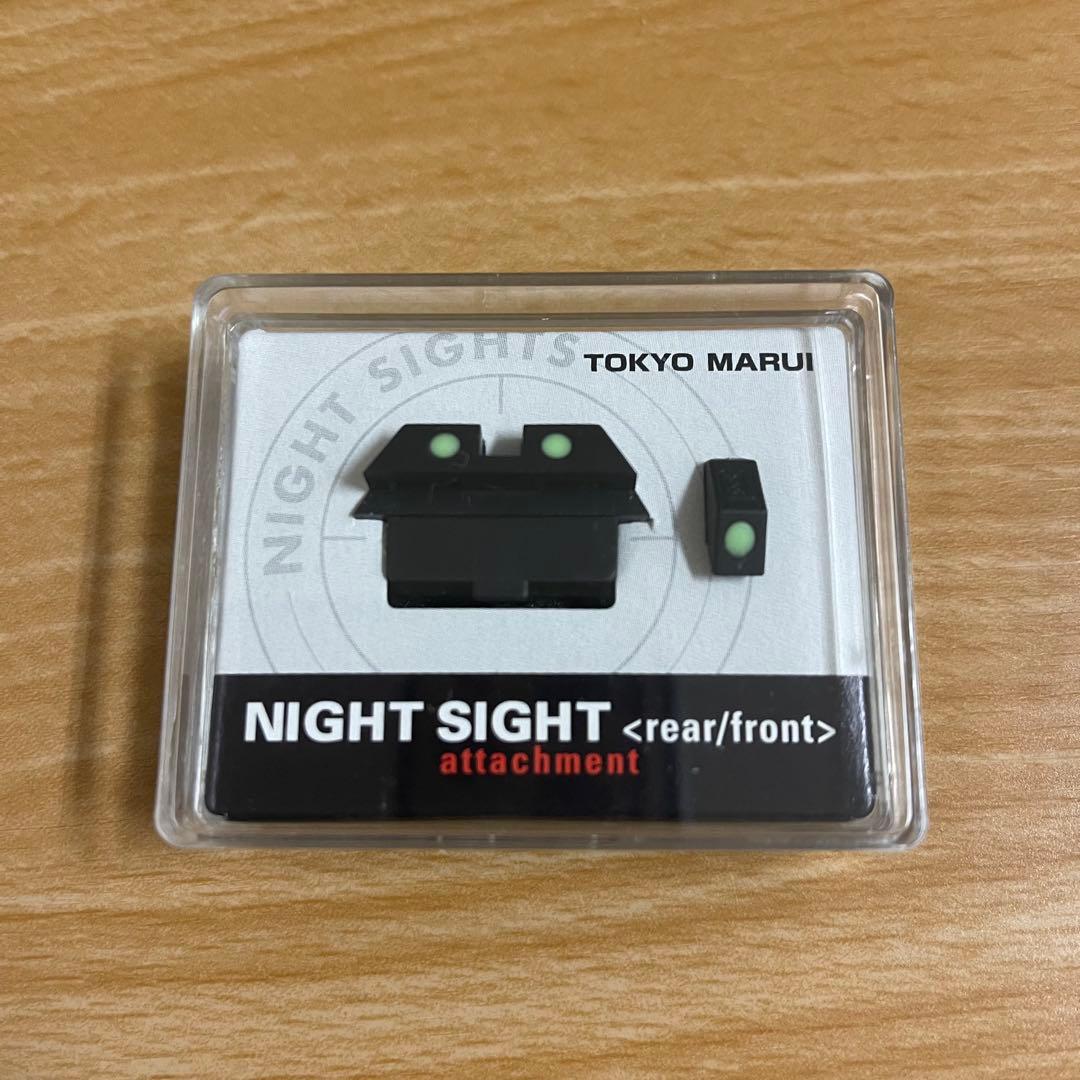 NIGHT SIGHTS
TOKYO MARUI
NIGHT SIGHT <rear/front>
attachment